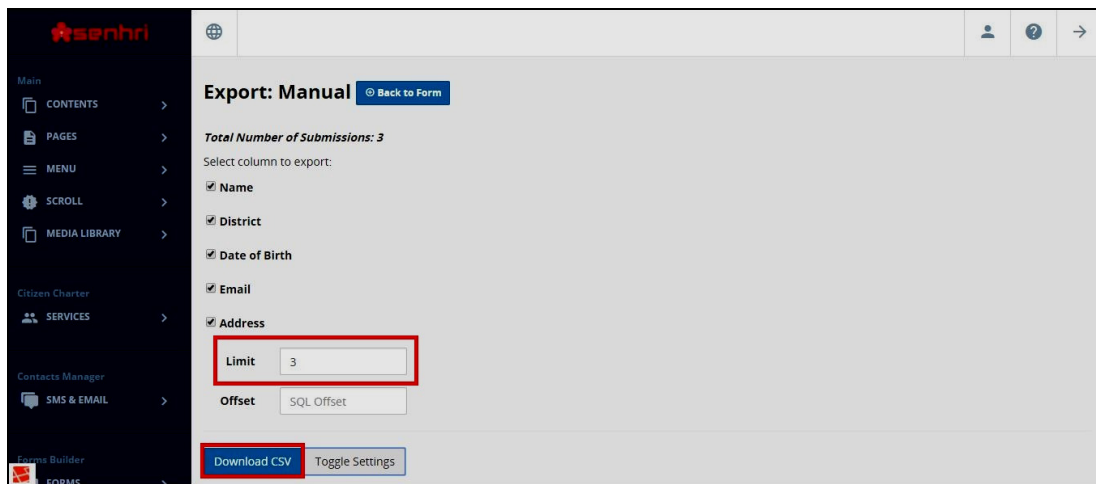 senhri
Main
CONTENTS
PAGES
MENU
SCROLL
MEDIA LIBRARY
Citizen Charter
SERVICES
Contacts Manager
SMS & EMAIL
Forms Builder
FORMS
Export: Manual
Back to Form
Total Number of Submissions: 3
Select column to export:
Name
District
Date of Birth
Email
Address
Limit 3
Offset SQL Offset
Download CSV Toggle Settings